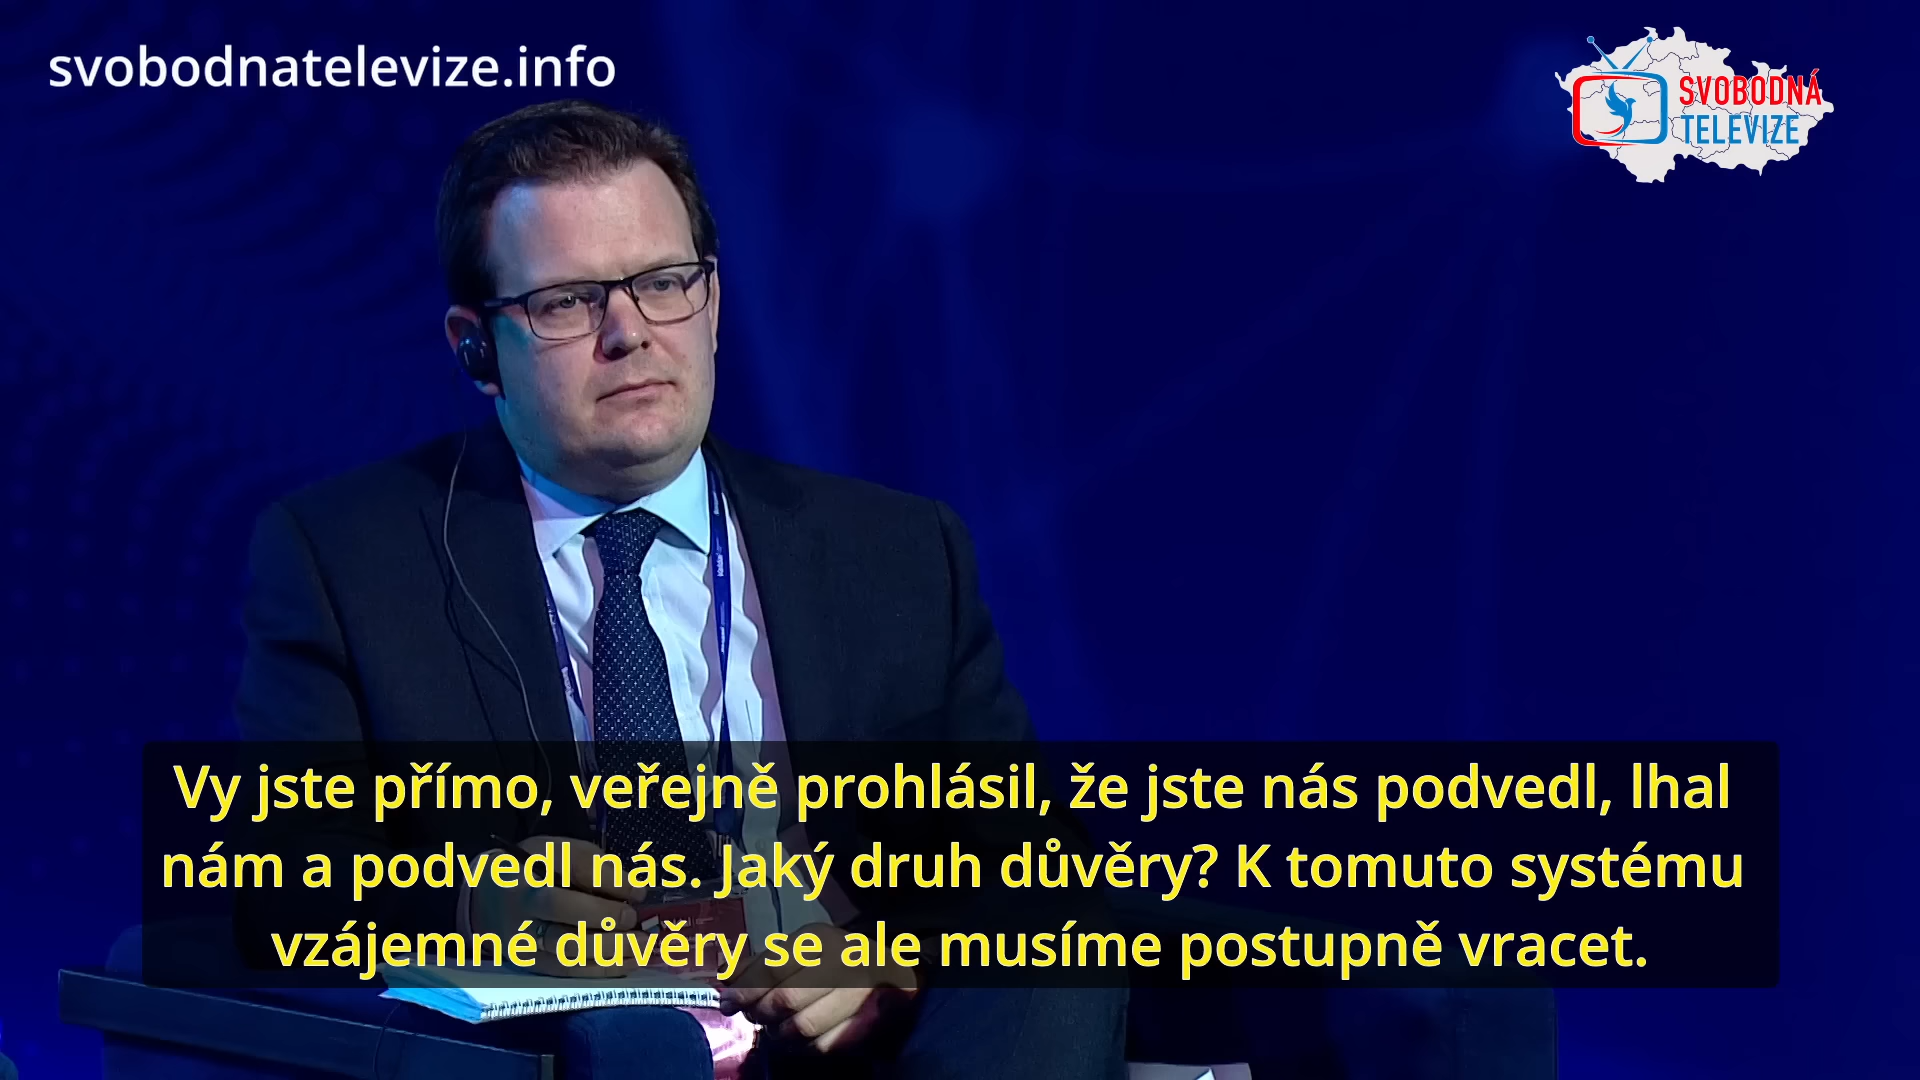 svobodnatelevize.info
SVOBODNÁ
TELEVIZE
Vy jste přímo, veřejně prohlásil, že jste nás podvedl, lhal
nám a podvedl nás. Jaký druh důvěry? K tomuto systému
vzájemné důvěry se ale musíme postupně vracet.